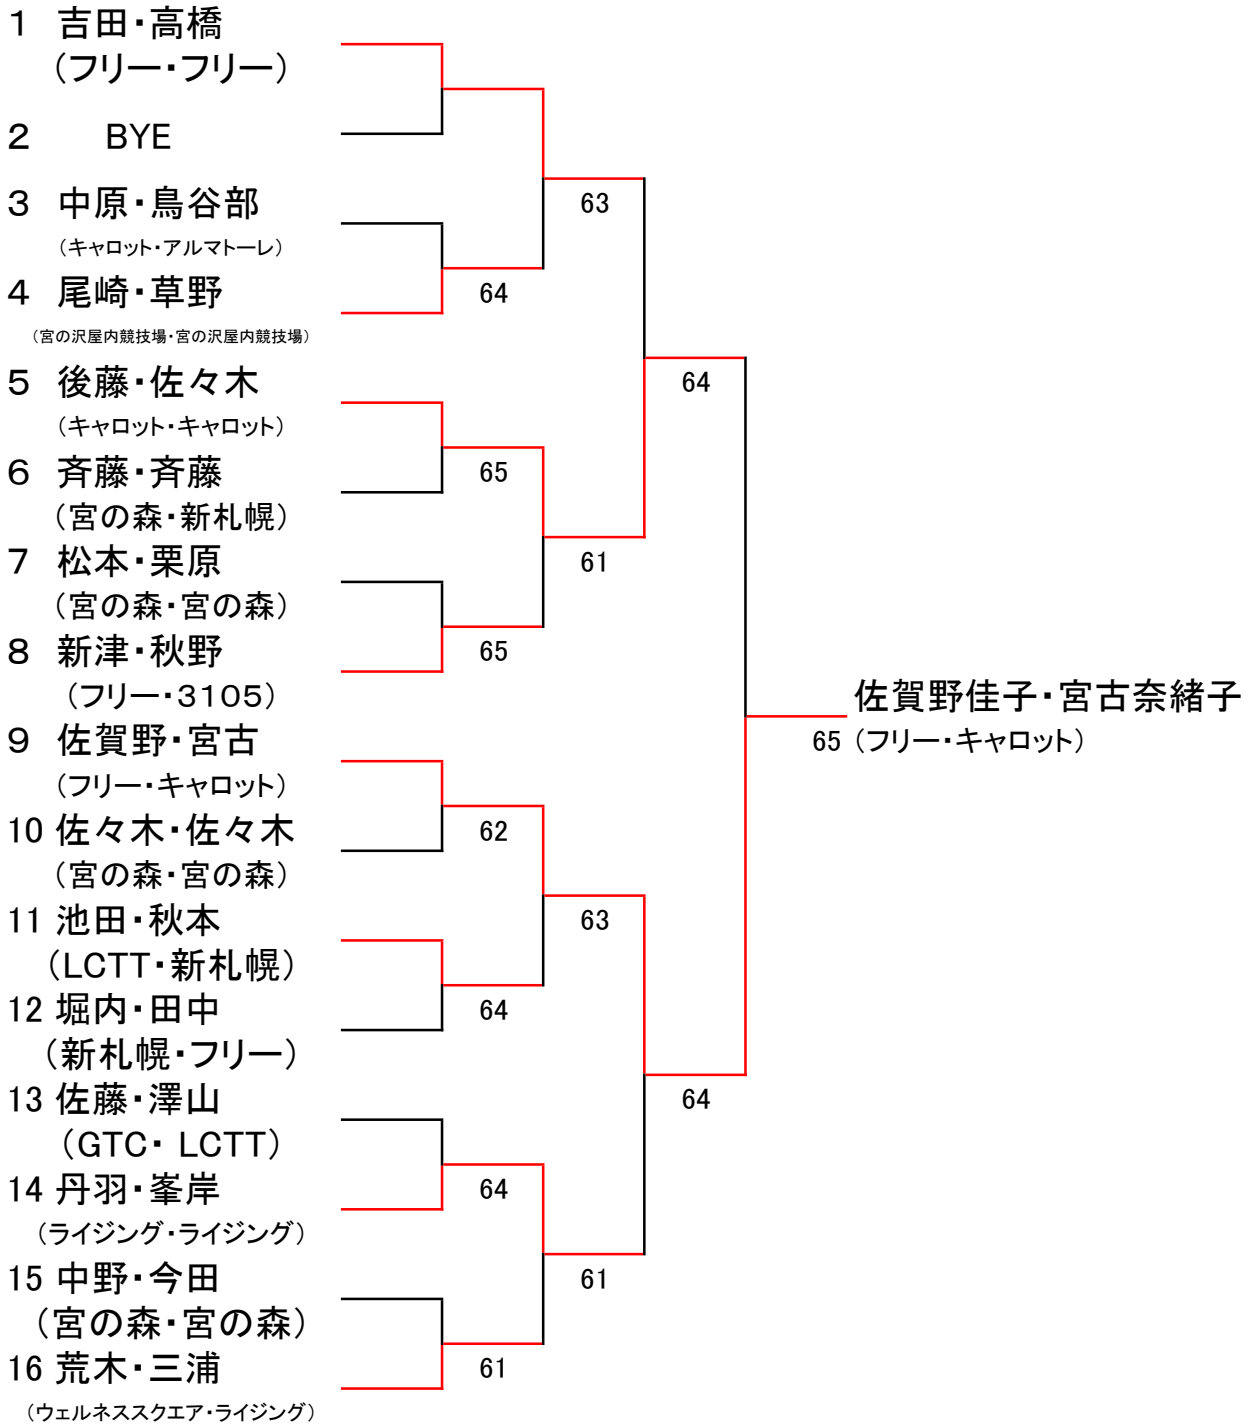 1 吉田・高橋
(フリー・フリー)
2 BYE
3 中原・鳥谷部
(キャロット・アルマトーレ)
4 尾崎・草野
(宮の沢屋内競技場・宮の沢屋内競技場)
5 後藤・佐々木
(キャロット・キャロット)
6 斉藤・斉藤
(宮の森・新札幌)
7 松本・栗原
(宮の森・宮の森)
8 新津・秋野
(フリー・3105)
9 佐賀野・宮古
(フリー・キャロット)
10 佐々木・佐々木
(宮の森・宮の森)
11 池田・秋本
(LCTT・新札幌)
12 堀内・田中
(新札幌・フリー)
13 佐藤・澤山
(GTC・ LCTT)
14 丹羽・峯岸
(ライジング・ライジング)
15 中野・今田
(宮の森・宮の森)
16 荒木・三浦
(ウェルネススクエア・ライジング)
64
65
65
62
64
64
61
63
61
63
61
64
64
佐賀野佳子・宮古奈緒子
65 (フリー・キャロット)